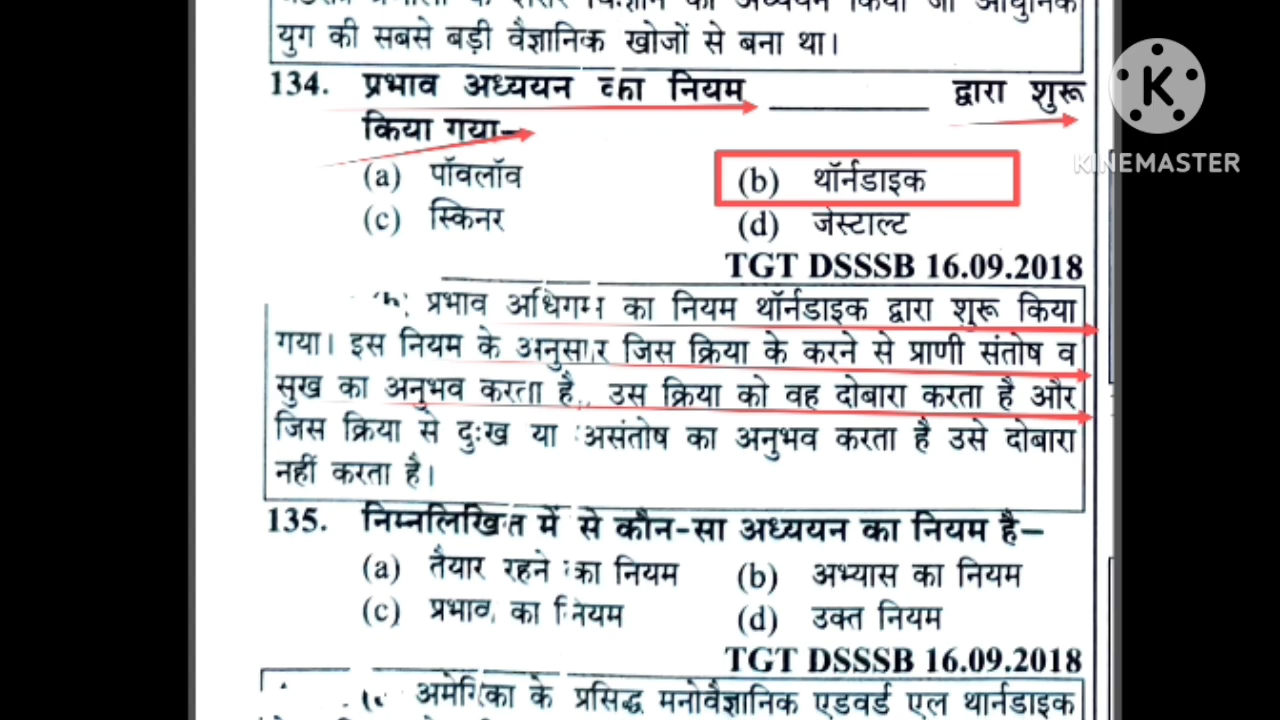 युग की सबसे बड़ी वैज्ञानिक खोजों से बना था।
134. प्रभाव अध्ययन का नियम __________ द्वारा शुरू
किया गया–
(a) पॉवलॉव (b) थॉर्नडाइक
(c) स्किनर (d) जेस्टाल्ट
TGT DSSSB 16.09.2018
प्रभाव अधिगम का नियम थॉर्नडाइक द्वारा शुरू किया
गया। इस नियम के अनुसार जिस क्रिया के करने से प्राणी संतोष व
सुख का अनुभव करता है, उस क्रिया को वह दोबारा करता है और
जिस क्रिया से दुःख या असंतोष का अनुभव करता है उसे दोबारा
नहीं करता है।
135. निम्नलिखित में से कौन-सा अध्ययन का नियम है–
(a) तैयार रहने का नियम (b) अभ्यास का नियम
(c) प्रभाव का नियम (d) उक्त नियम
TGT DSSSB 16.09.2018
अमेरिका के प्रसिद्ध मनोवैज्ञानिक एडवर्ड एल थार्नडाइक
K
KINEMASTER